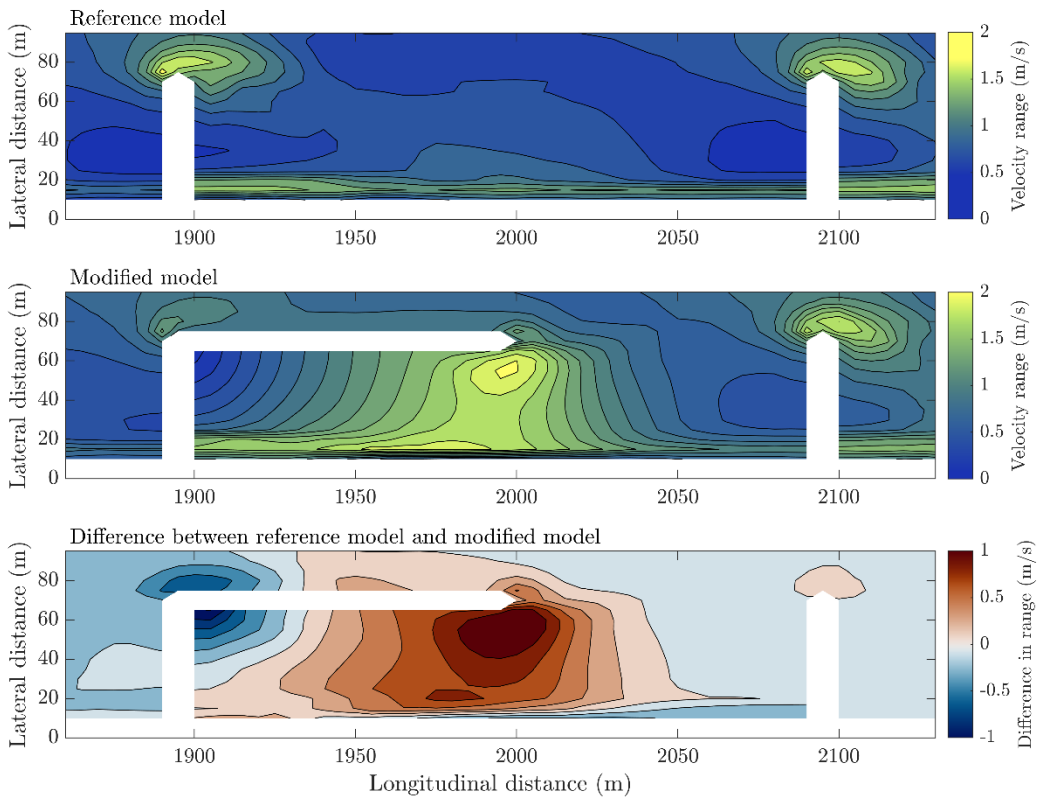 Reference model
Lateral distance (m)
80
60
40
20
0
1900 1950 2000 2050 2100
2
1.5
1
0.5
0
Velocity range (m/s)
Modified model
Lateral distance (m)
80
60
40
20
0
1900 1950 2000 2050 2100
2
1.5
1
0.5
0
Velocity range (m/s)
Difference between reference model and modified model
Lateral distance (m)
80
60
40
20
0
1900 1950 2000 2050 2100
Longitudinal distance (m)
1
0.5
0
-0.5
-1
Difference in range (m/s)